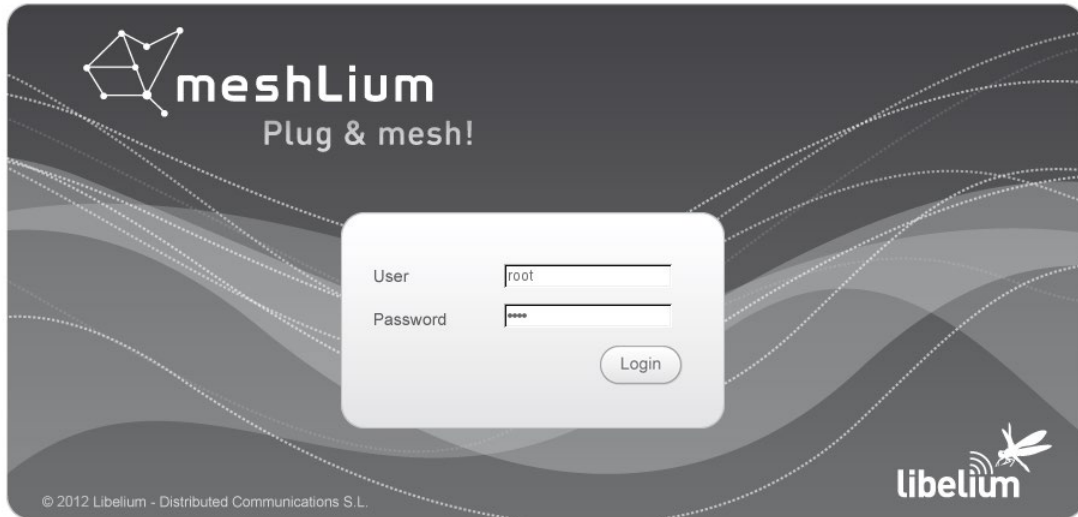 meshLium
Plug & mesh!
User root
Password ••••
Login
© 2012 Libelium - Distributed Communications S.L.
libelium